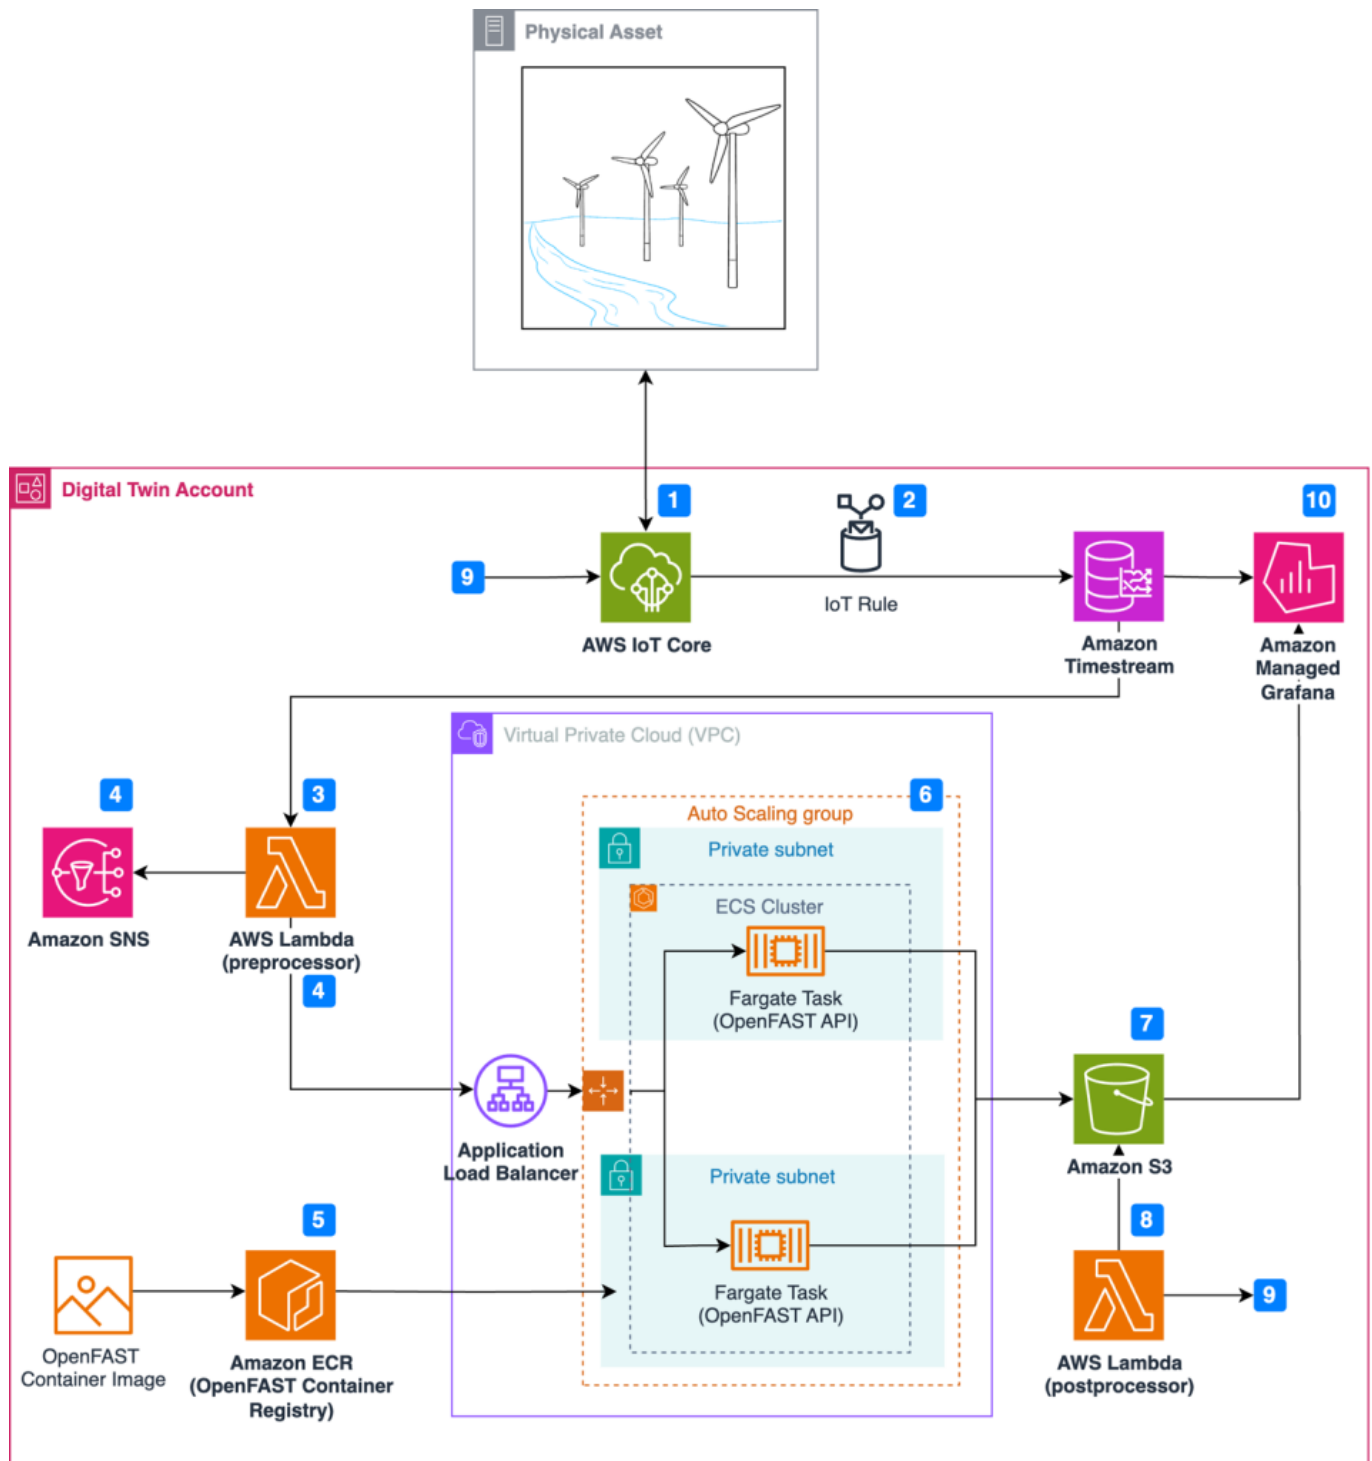 Physical Asset
Digital Twin Account
1
2
10
9
IoT Rule
AWS IoT Core
Amazon
Timestream
Amazon
Managed
Grafana
Virtual Private Cloud (VPC)
4
3
6
Auto Scaling group
Private subnet
ECS Cluster
Amazon SNS
AWS Lambda
(preprocessor)
4
Fargate Task
(OpenFAST API)
7
Application
Load Balancer
Amazon S3
Private subnet
5
8
Fargate Task
(OpenFAST API)
9
OpenFAST
Container Image
Amazon ECR
(OpenFAST Container
Registry)
AWS Lambda
(postprocessor)